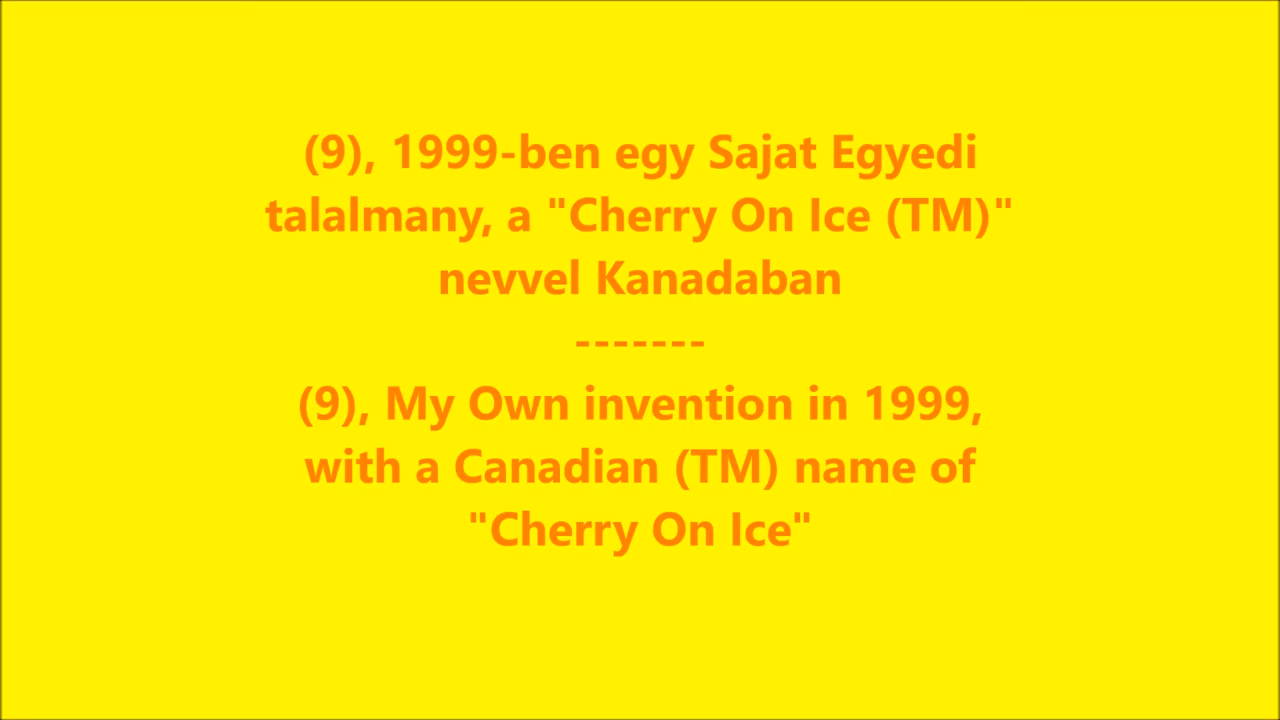 (9), 1999-ben egy Sajat Egyedi
talalmany, a "Cherry On Ice (TM)"
nevvel Kanadaban
-------
(9), My Own invention in 1999,
with a Canadian (TM) name of
"Cherry On Ice"